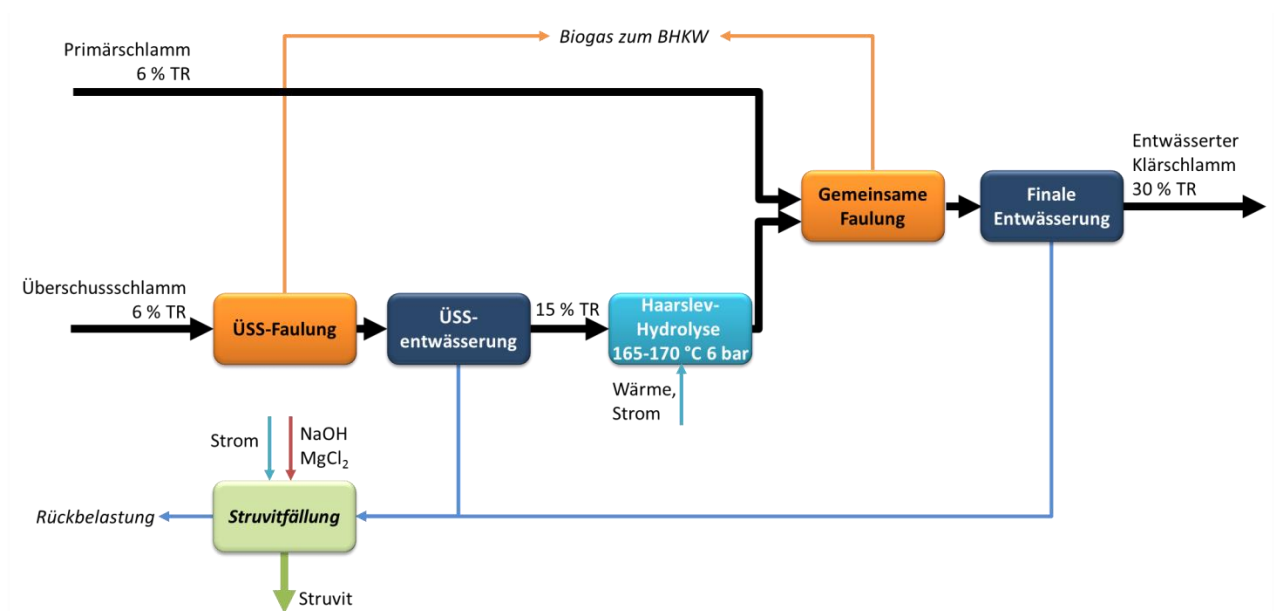 Biogas zum BHKW
Primärschlamm
6 % TR
Entwässerter
Klärschlamm
30 % TR
Gemeinsame
Faulung
Finale
Entwässerung
Überschussschlamm
6 % TR
ÜSS-Faulung
ÜSS-
entwässerung
15 % TR
Haarslev-
Hydrolyse
165-170 °C 6 bar
Wärme,
Strom
Strom
NaOH
MgCl₂
Rückbelastung
Struvitfällung
Struvit